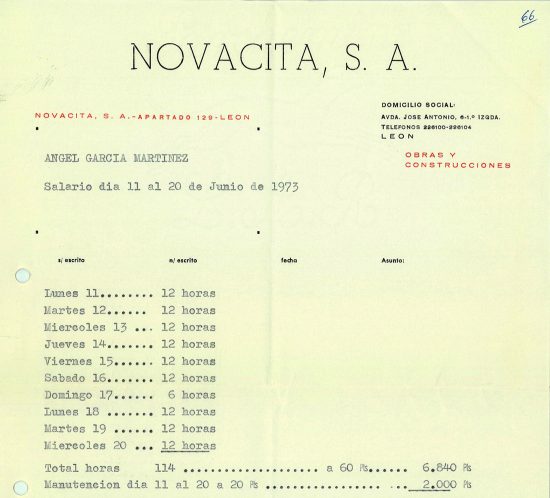 66
NOVACITA, S. A.
DOMICILIO SOCIAL:
NOVACITA, S. A.-APARTADO 129-LEON
AVDA. JOSE ANTONIO, 6-1.º IZQDA.
TELEFONOS 226100-226104
LEON
OBRAS Y
CONSTRUCCIONES
ANGEL GARCIA MARTINEZ
Salario dia 11 al 20 de Junio de 1973
s/ escrito n/ escrito fecha Asunto:
Lunes 11........ 12 horas
Martes 12...... 12 horas
Miercoles 13 ... 12 horas
Jueves 14...... 12 horas
Viernes 15..... 12 horas
Sabado 16...... 12 horas
Domingo 17..... 6 horas
Lunes 18 ...... 12 horas
Martes 19 ..... 12 horas
Miercoles 20 ... 12 horas
Total horas 114 .................... a 60 Pts...... 6.840 Pts
Manutencion dia 11 al 20 a 20 Pts ................... 2.000 Pts